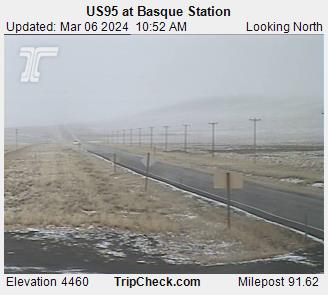 US95 at Basque Station
Updated: Mar 06 2024 10:52 AM Looking North
Elevation 4460 TripCheck.com Milepost 91.62